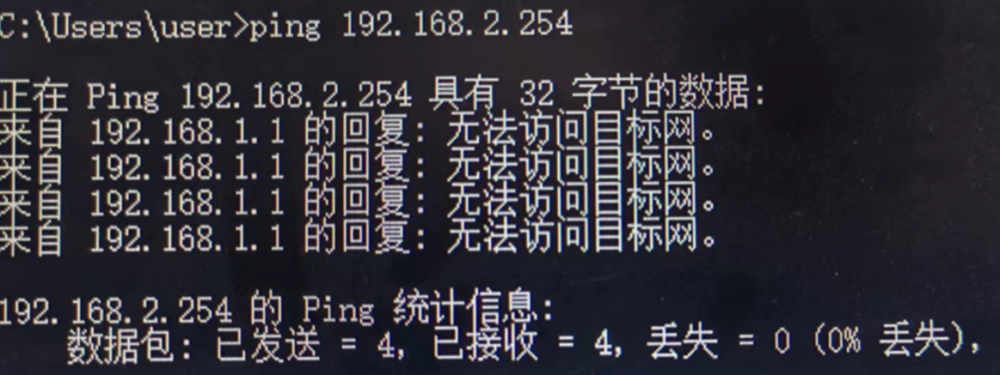 C:\Users\user>ping 192.168.2.254
正在 Ping 192.168.2.254 具有 32 字节的数据:
来自 192.168.1.1 的回复: 无法访问目标网。
来自 192.168.1.1 的回复: 无法访问目标网。
来自 192.168.1.1 的回复: 无法访问目标网。
来自 192.168.1.1 的回复: 无法访问目标网。
192.168.2.254 的 Ping 统计信息:
数据包: 已发送 = 4, 已接收 = 4, 丢失 = 0 (0% 丢失),